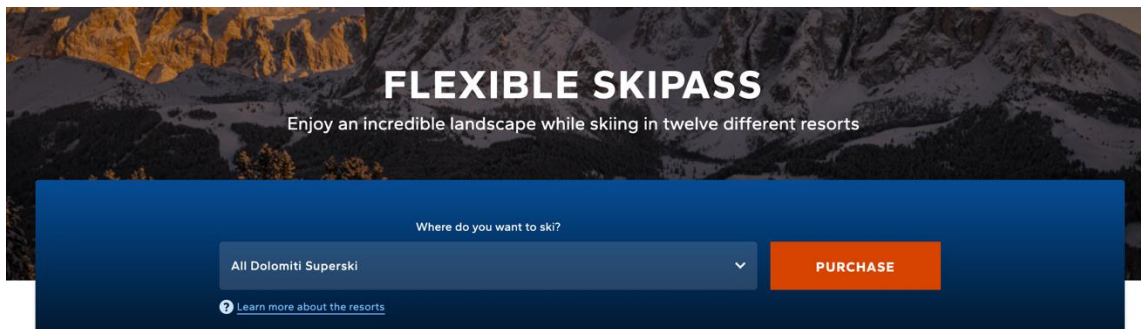 FLEXIBLE SKIPASS
Enjoy an incredible landscape while skiing in twelve different resorts
Where do you want to ski?
All Dolomiti Superski
PURCHASE
? Learn more about the resorts